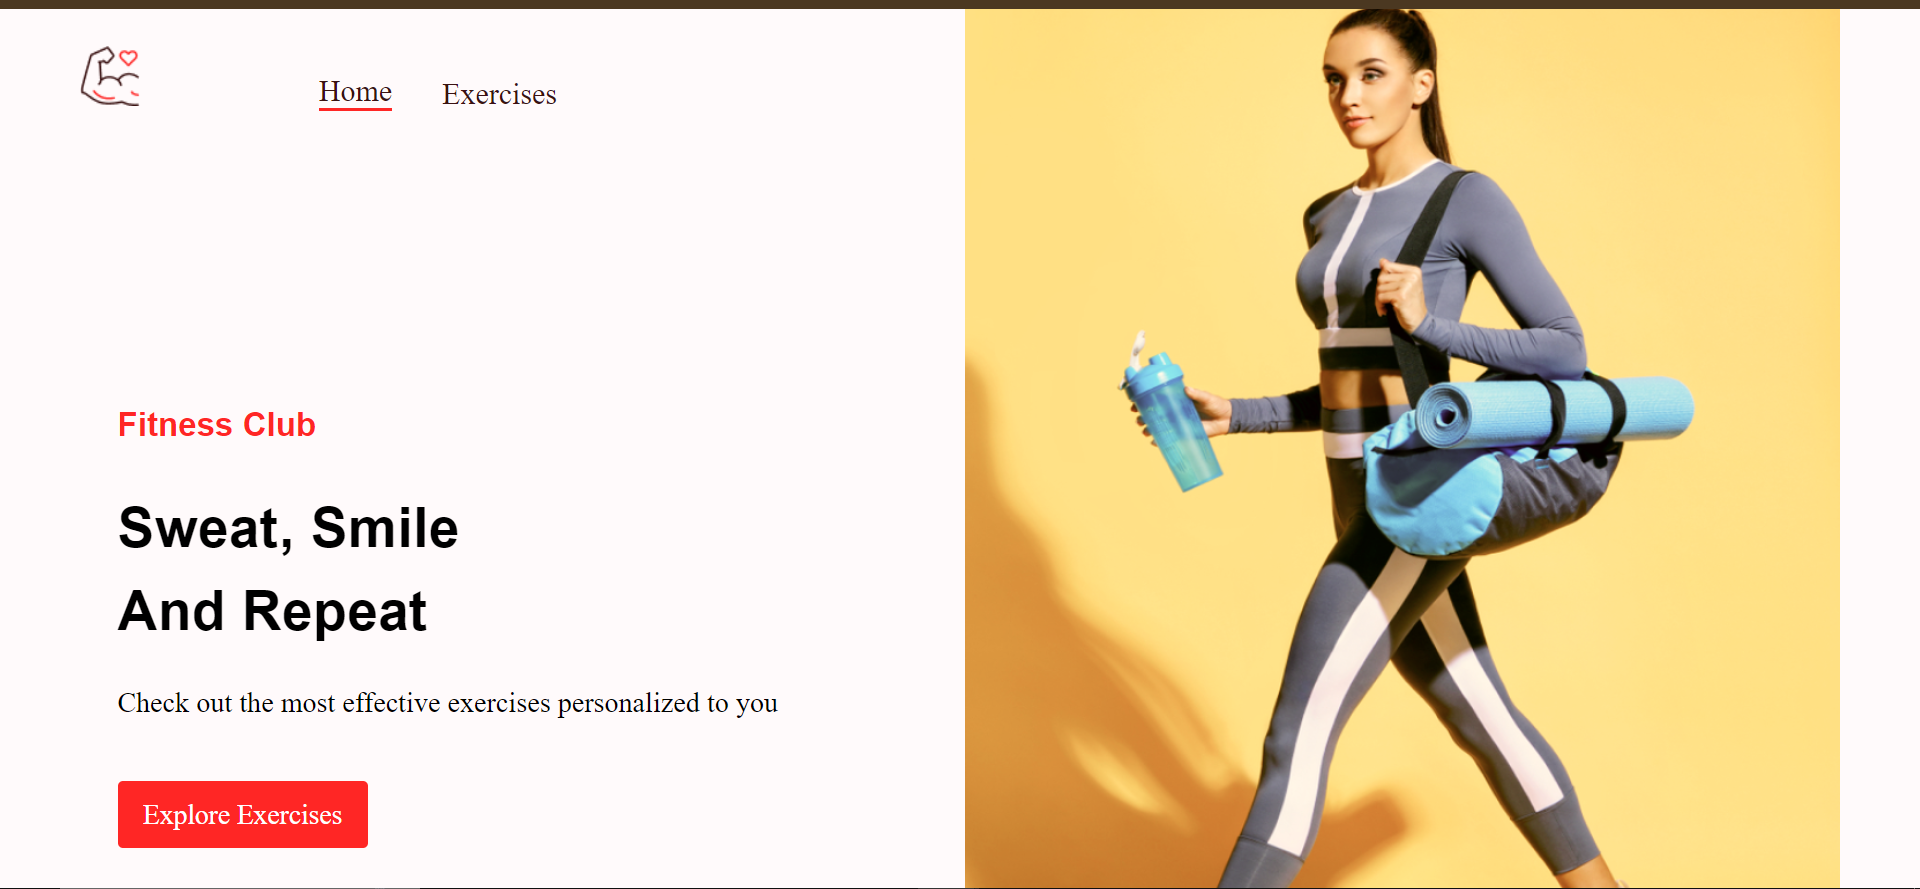 Home
Exercises
Fitness Club
Sweat, Smile
And Repeat
Check out the most effective exercises personalized to you
Explore Exercises